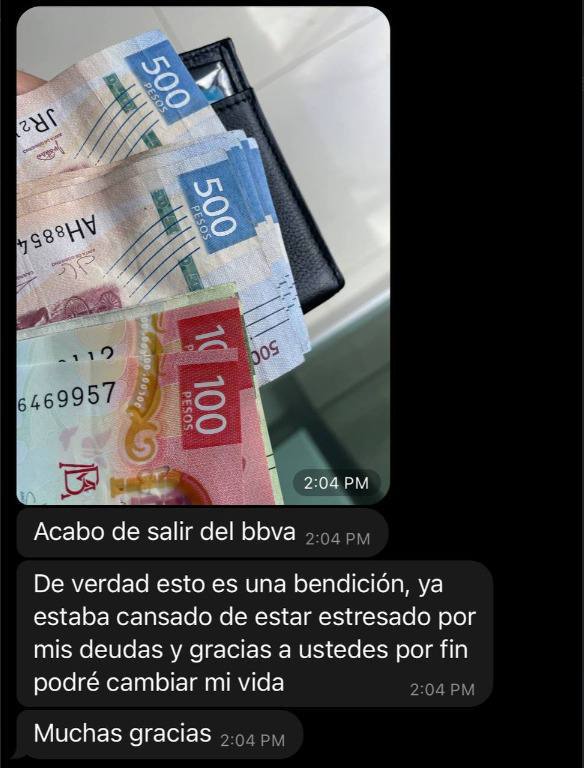 500
PESOS
JR2
500
PESOS
AH8854
500
10
P
0112
100
PESOS
6469957
2:04 PM
Acabo de salir del bbva 2:04 PM
De verdad esto es una bendición, ya
estaba cansado de estar estresado por
mis deudas y gracias a ustedes por fin
podré cambiar mi vida 2:04 PM
Muchas gracias 2:04 PM